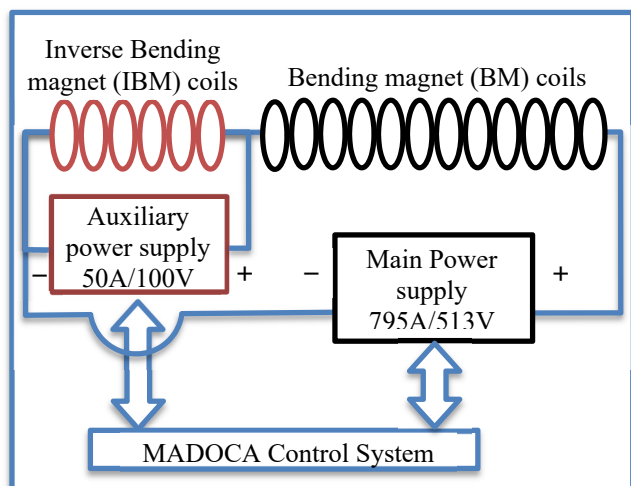 Inverse Bending
magnet (IBM) coils
Bending magnet (BM) coils
Auxiliary
power supply
50A/100V
− +
− +
Main Power
supply
795A/513V
MADOCA Control System